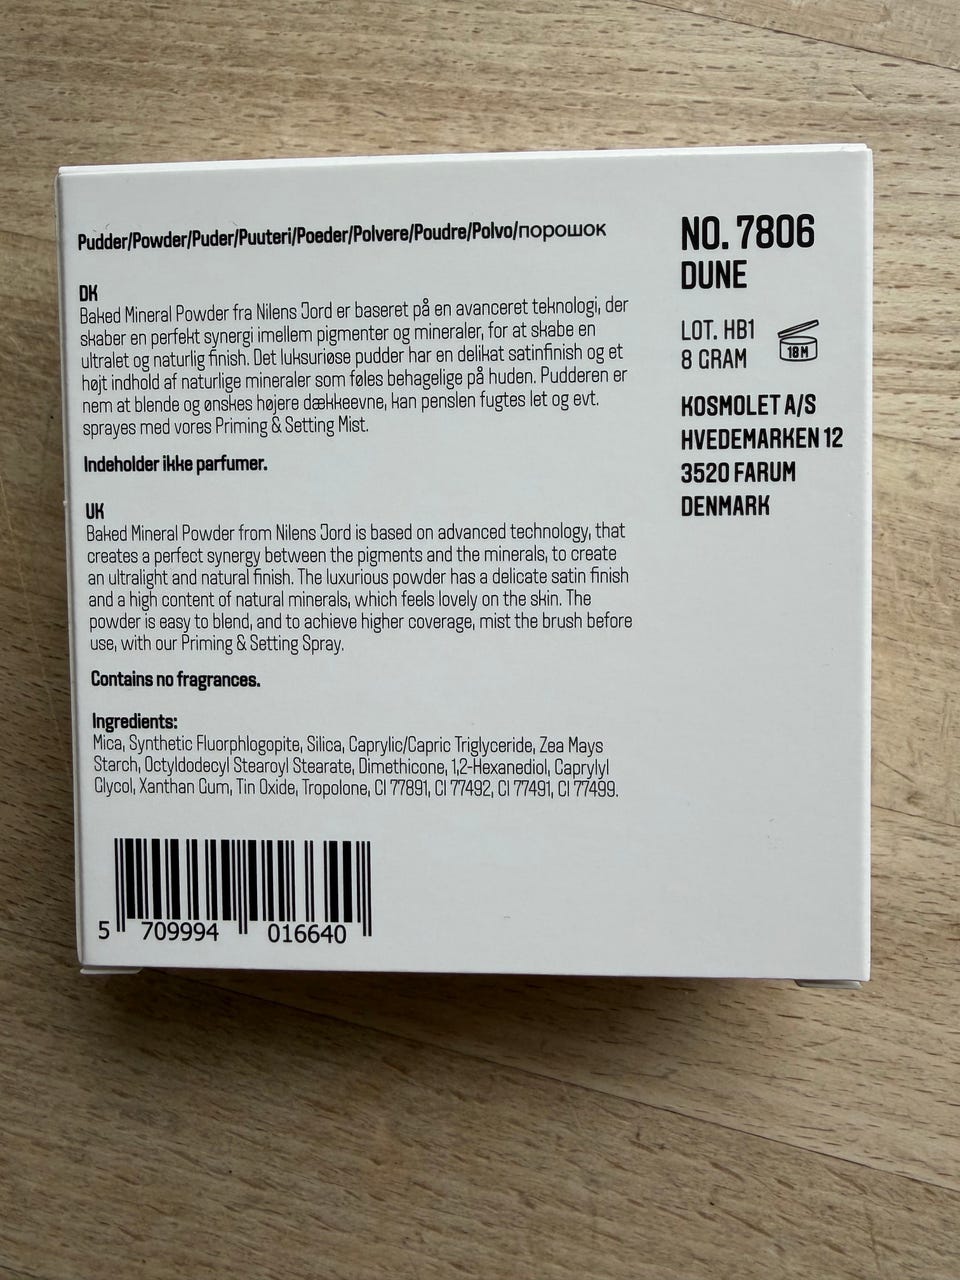 Pudder/Powder/Puder/Puuteri/Poeder/Polvere/Poudre/Polvo/порошок
DK
Baked Mineral Powder fra Nilens Jord er baseret på en avanceret teknologi, der
skaber en perfekt synergi imellem pigmenter og mineraler, for at skabe en
ultralet og naturlig finish. Det luksuriøse pudder har en delikat satinfinish og et
højt indhold af naturlige mineraler som føles behagelige på huden. Pudderen er
nem at blende og ønskes højere dækkeevne, kan penslen fugtes let og evt.
sprayes med vores Priming & Setting Mist.
Indeholder ikke parfumer.
UK
Baked Mineral Powder from Nilens Jord is based on advanced technology, that
creates a perfect synergy between the pigments and the minerals, to create
an ultralight and natural finish. The luxurious powder has a delicate satin finish
and a high content of natural minerals, which feels lovely on the skin. The
powder is easy to blend, and to achieve higher coverage, mist the brush before
use, with our Priming & Setting Spray.
Contains no fragrances.
Ingredients:
Mica, Synthetic Fluorphlogopite, Silica, Caprylic/Capric Triglyceride, Zea Mays
Starch, Octyldodecyl Stearoyl Stearate, Dimethicone, 1,2-Hexanediol, Caprylyl
Glycol, Xanthan Gum, Tin Oxide, Tropolone, CI 77891, CI 77492, CI 77491, CI 77499.
5 709994 016640
NO. 7806
DUNE
LOT. HB1
8 GRAM
18M
KOSMOLET A/S
HVEDEMARKEN 12
3520 FARUM
DENMARK